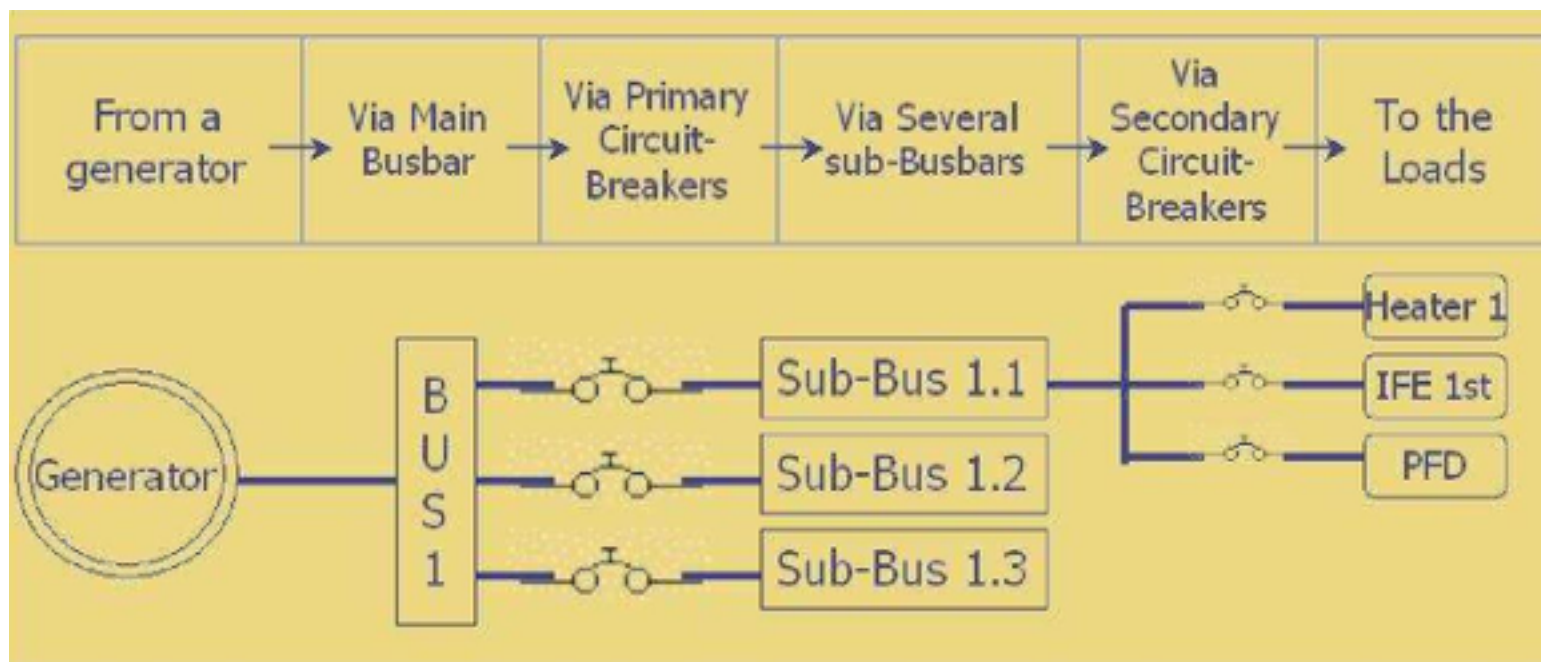 From a
generator
Via Main
Busbar
Via Primary
Circuit-
Breakers
Via Several
sub-Busbars
Via
Secondary
Circuit-
Breakers
To the
Loads
Generator
B
U
S
1
Sub-Bus 1.1
Sub-Bus 1.2
Sub-Bus 1.3
Heater 1
IFE 1st
PFD